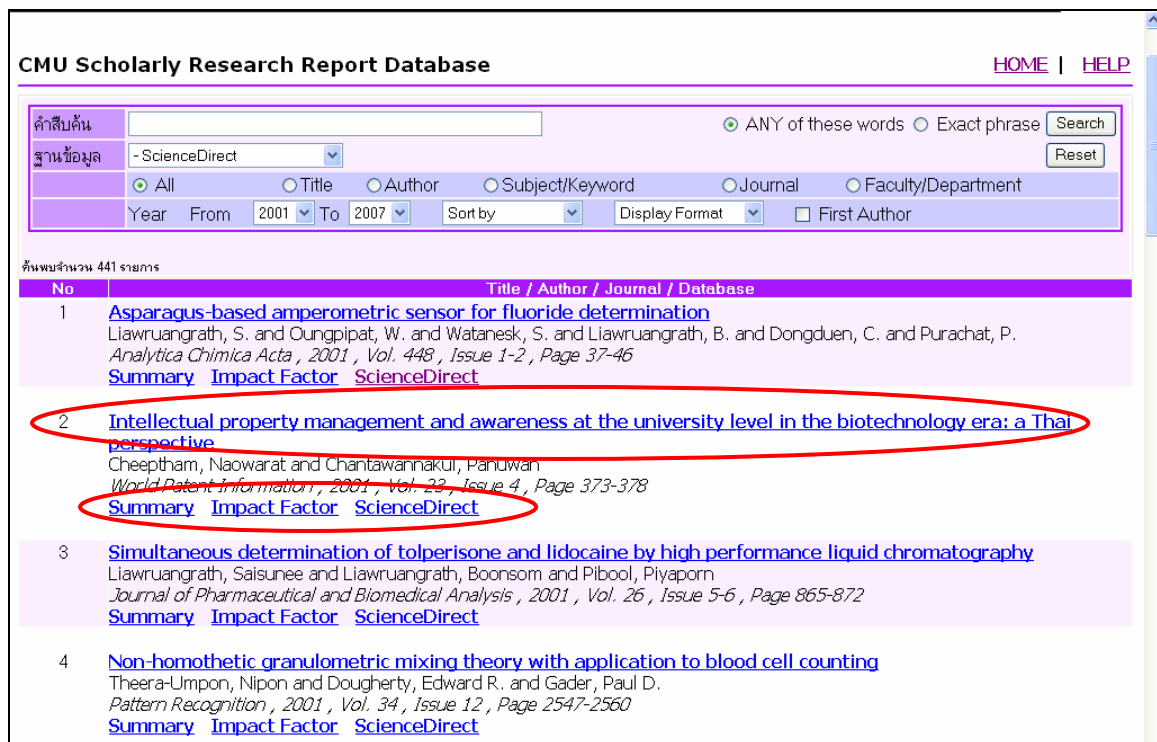 CMU Scholarly Research Report Database HOME | HELP
คำสืบค้น ANY of these words Exact phrase Search
ฐานข้อมูล - ScienceDirect Reset
All Title Author Subject/Keyword Journal Faculty/Department
Year From 2001 To 2007 Sort by Display Format First Author
ค้นพบจำนวน 441 รายการ
No Title / Author / Journal / Database
1 Asparagus-based amperometric sensor for fluoride determination
Liawruangrath, S. and Oungpipat, W. and Watanesk, S. and Liawruangrath, B. and Dongduen, C. and Purachat, P.
Analytica Chimica Acta , 2001 , Vol. 448 , Issue 1-2 , Page 37-46
Summary Impact Factor ScienceDirect
2 Intellectual property management and awareness at the university level in the biotechnology era: a Thai
perspective
Cheeptham, Naowarat and Chantawannakul, Panuwan
World Patent Information , 2001 , Vol. 23 , Issue 4 , Page 373-378
Summary Impact Factor ScienceDirect
3 Simultaneous determination of tolperisone and lidocaine by high performance liquid chromatography
Liawruangrath, Saisunee and Liawruangrath, Boonsom and Pibool, Piyaporn
Journal of Pharmaceutical and Biomedical Analysis , 2001 , Vol. 26 , Issue 5-6 , Page 865-872
Summary Impact Factor ScienceDirect
4 Non-homothetic granulometric mixing theory with application to blood cell counting
Theera-Umpon, Nipon and Dougherty, Edward R. and Gader, Paul D.
Pattern Recognition , 2001 , Vol. 34 , Issue 12 , Page 2547-2560
Summary Impact Factor ScienceDirect